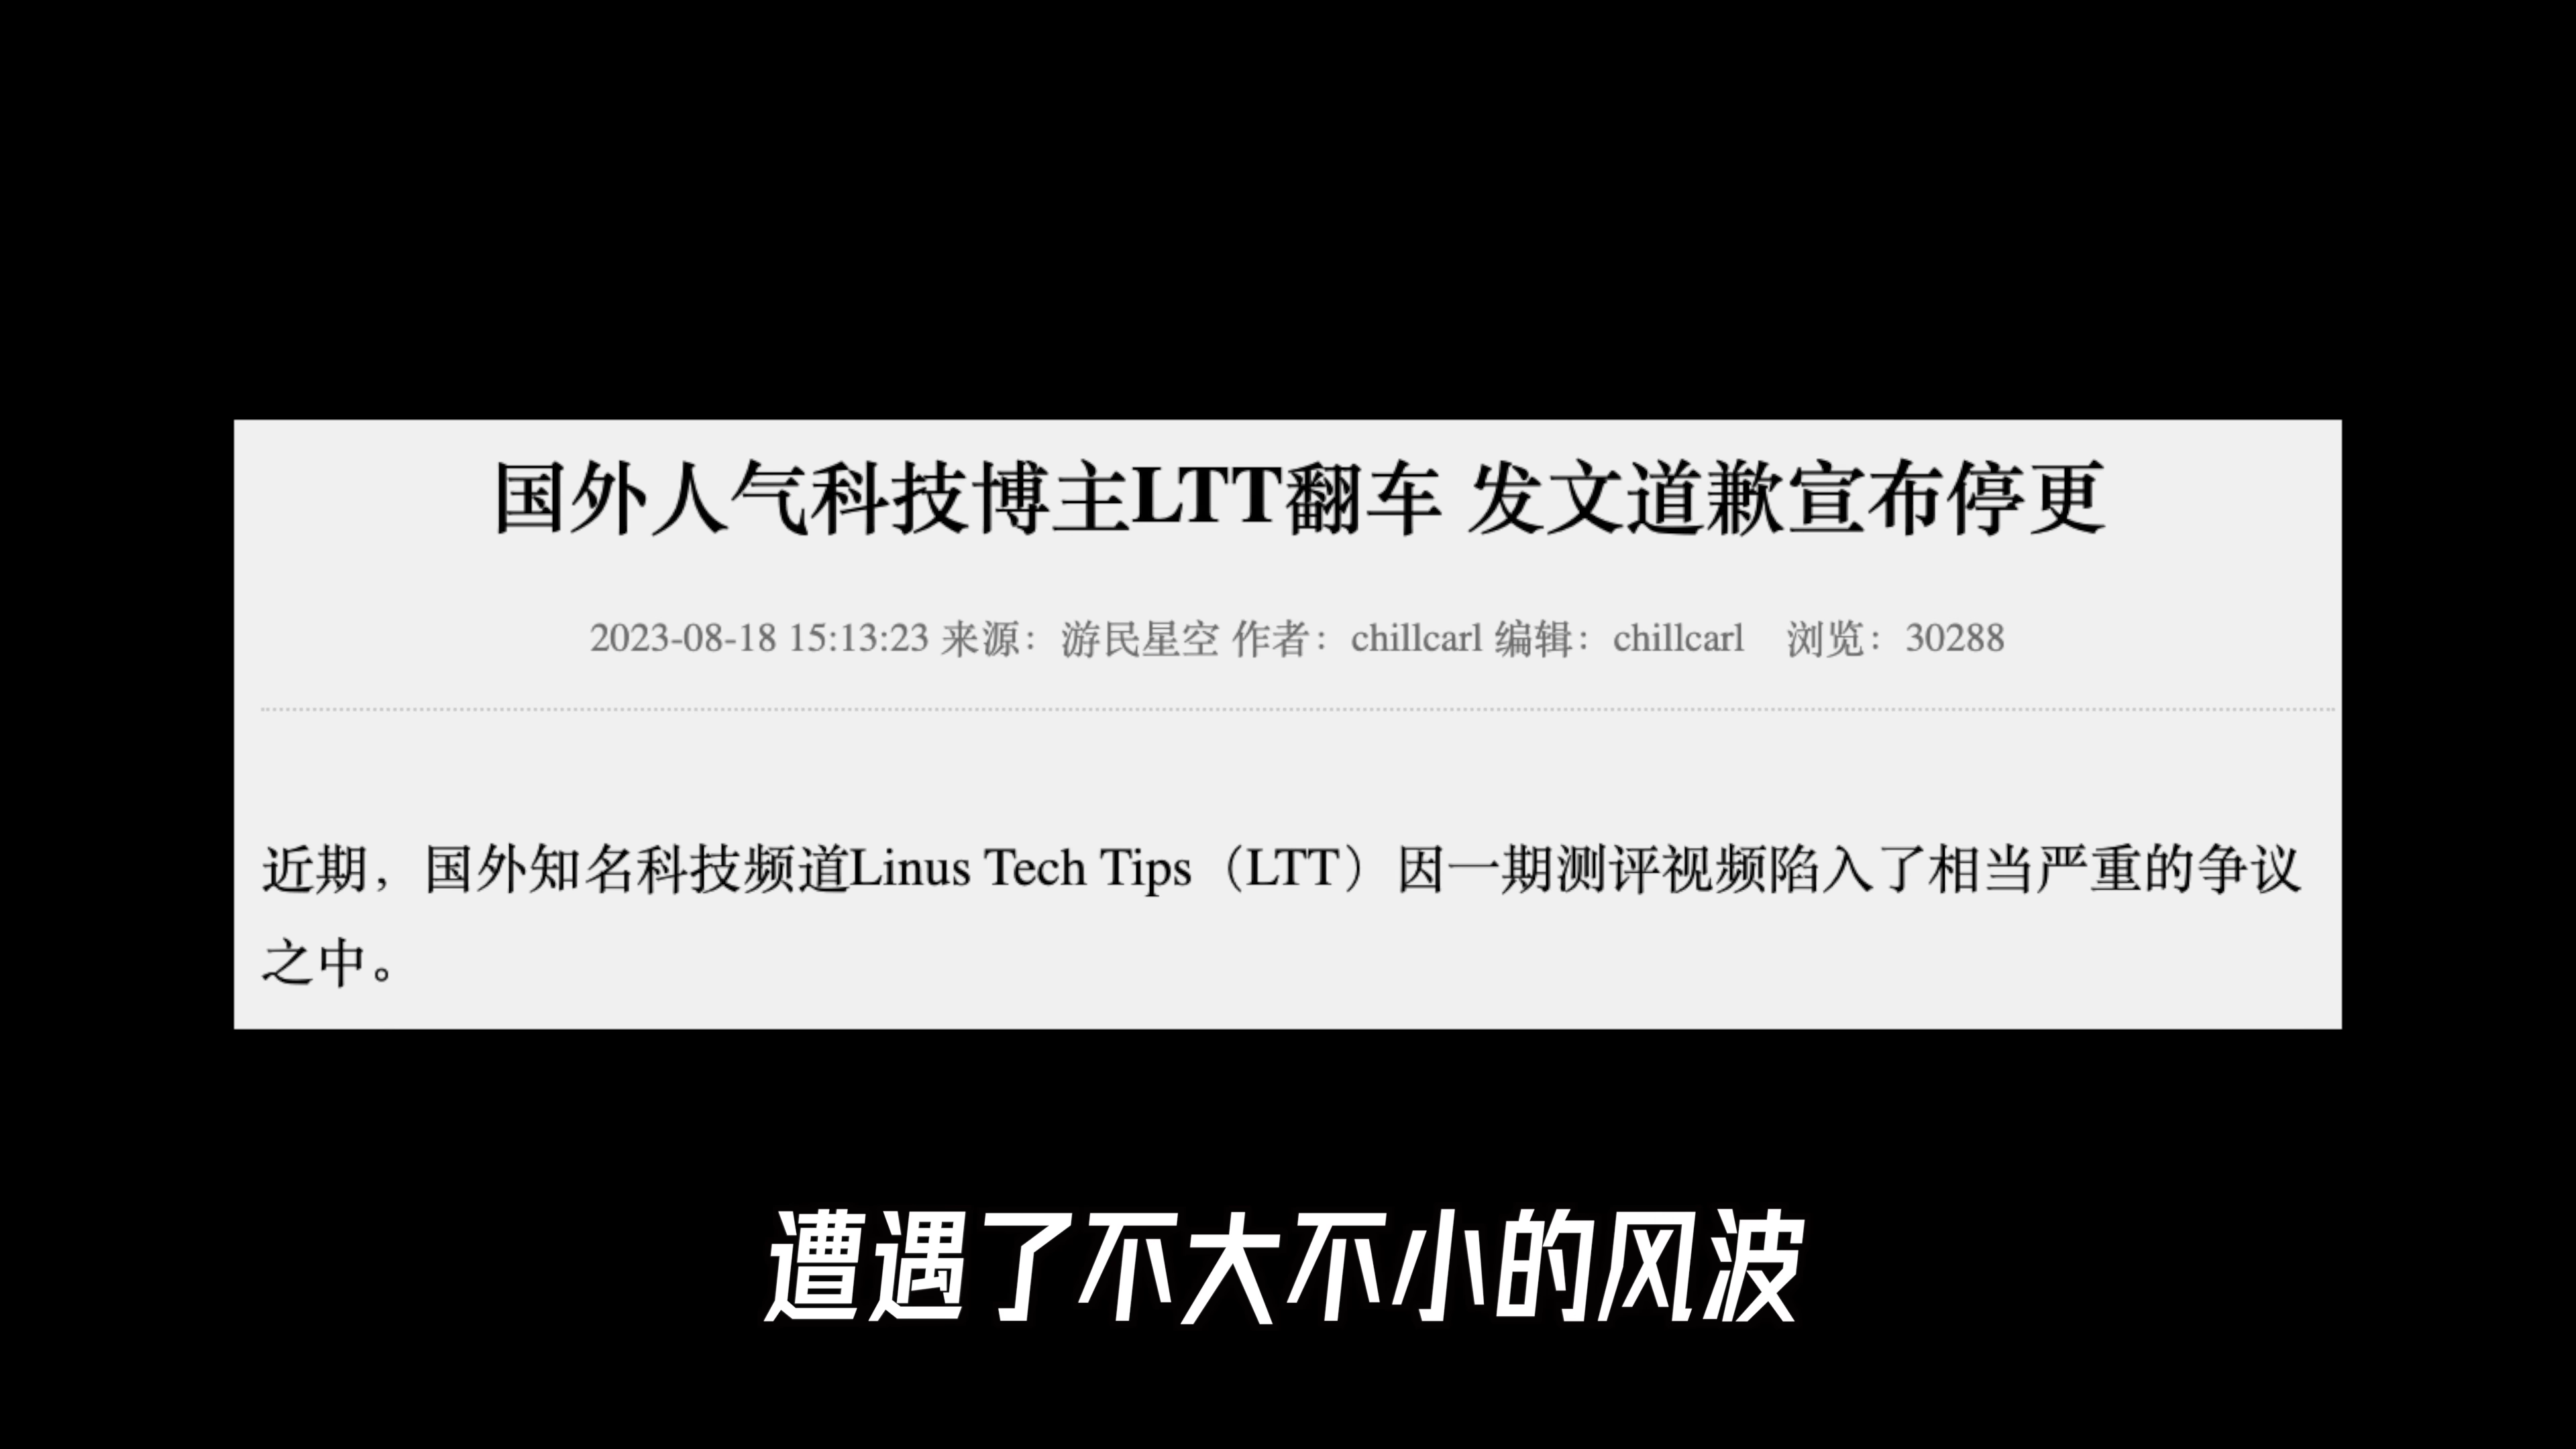 国外人气科技博主LTT翻车 发文道歉宣布停更
2023-08-18 15:13:23 来源：游民星空 作者：chillcarl 编辑：chillcarl 浏览：30288
近期，国外知名科技频道Linus Tech Tips（LTT）因一期测评视频陷入了相当严重的争议
之中。
遭遇了不大不小的风波